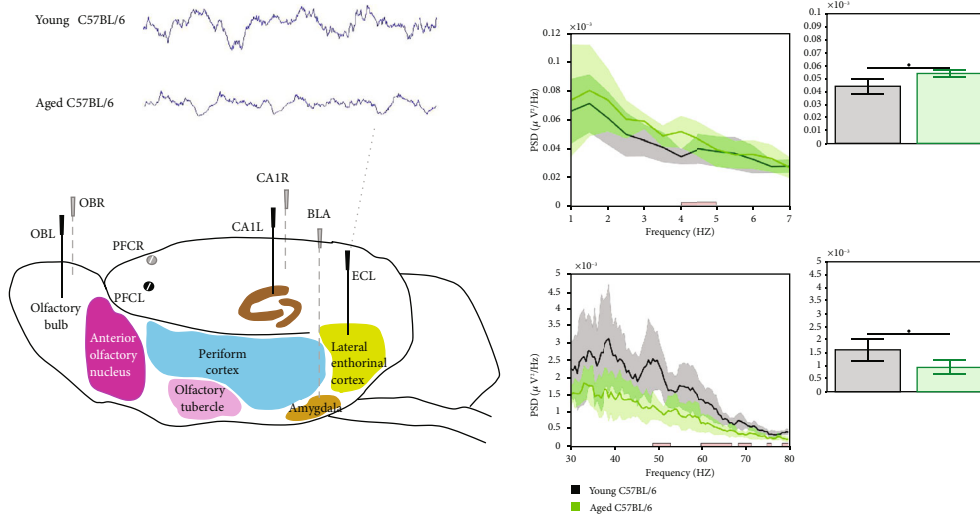 Young C57BL/6
Aged C57BL/6
OBR
OBL
PFCR
PFCL
CA1R
CA1L
BLA
ECL
Olfactory
bulb
Anterior
olfactory
nucleus
Periform
cortex
Olfactory
tubercle
Lateral
enthorinal
cortex
Amygdala
×10⁻³
0.12
0.1
0.08
0.06
0.04
0.02
0
PSD (μ V²/Hz)
1 2 3 4 5 6 7
Frequency (HZ)
×10⁻³
0.1
0.09
0.08
0.07
0.06
0.05
0.04
0.03
0.02
0.01
0
5
4.5
4
3.5
3
2.5
2
1.5
1
0.5
0
PSD (μ V²/Hz)
30 40 50 60 70 80
Frequency (HZ)
×10⁻³
5
4.5
4
3.5
3
2.5
2
1.5
1
0.5
0
Young C57BL/6
Aged C57BL/6